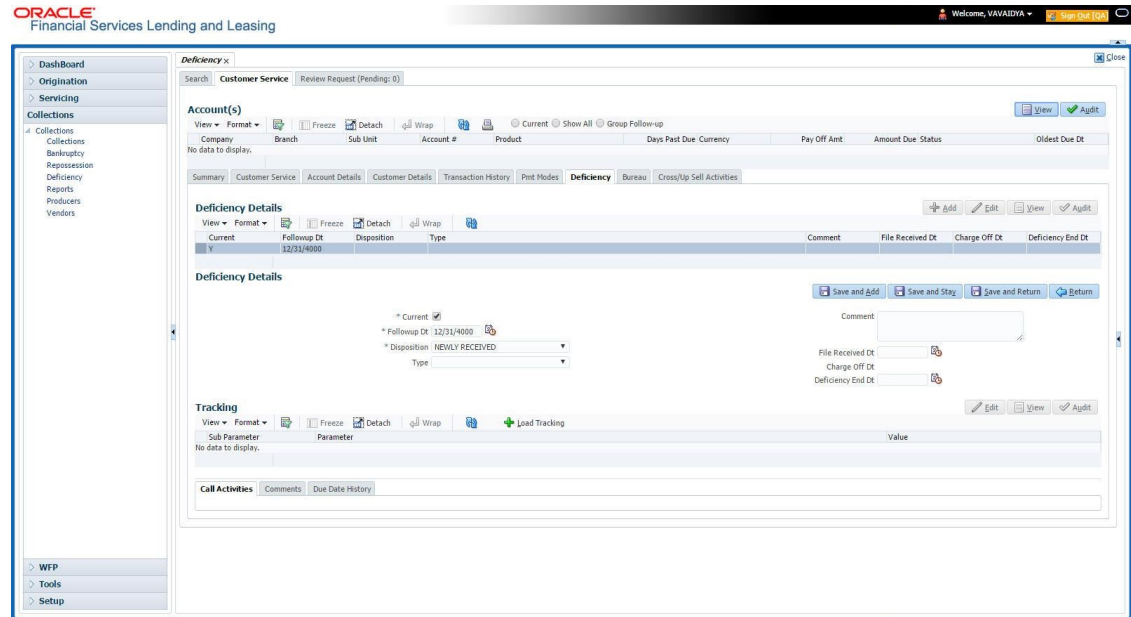 ORACLE®
Financial Services Lending and Leasing
Welcome, VAVAIDYA
Sign Out [QA]
DashBoard
Origination
Servicing
Collections
Collections
Collections
Bankruptcy
Repossession
Deficiency
Reports
Producers
Vendors
WFP
Tools
Setup
Deficiency x
Close
Search Customer Service Review Request (Pending: 0)
Account(s)
View Audit
View Format Freeze Detach Wrap Current Show All Group Follow-up
Company Branch Sub Unit Account # Product Days Past Due Currency Pay Off Amt Amount Due Status Oldest Due Dt
No data to display.
Summary Customer Service Account Details Customer Details Transaction History Pmt Modes Deficiency Bureau Cross/Up Sell Activities
Deficiency Details
Add Edit View Audit
View Format Freeze Detach Wrap
Current Followup Dt Disposition Type Comment File Received Dt Charge Off Dt Deficiency End Dt
Y 12/31/4000
Deficiency Details
Save and Add Save and Stay Save and Return Return
* Current
* Followup Dt 12/31/4000
* Disposition NEWLY RECEIVED
Type
Comment
File Received Dt
Charge Off Dt
Deficiency End Dt
Tracking
Edit View Audit
View Format Freeze Detach Wrap Load Tracking
Sub Parameter Parameter Value
No data to display.
Call Activities Comments Due Date History